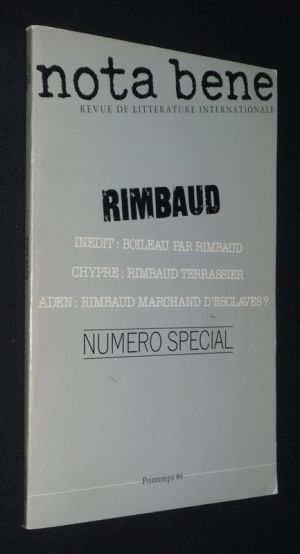 nota bene
REVUE DE LITTERATURE INTERNATIONALE
RIMBAUD
INEDIT : BOILEAU PAR RIMBAUD
CHYPRE : RIMBAUD TERRASSIER
ADEN : RIMBAUD MARCHAND D'ESCLAVES ?
NUMERO SPECIAL
Printemps 84